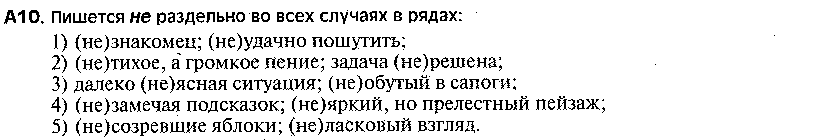 А10. Пишется не раздельно во всех случаях в рядах:
1) (не)знакомец; (не)удачно пошутить;
2) (не)тихое, а громкое пение; задача (не)решена;
3) далеко (не)ясная ситуация; (не)обутый в сапоги;
4) (не)замечая подсказок; (не)яркий, но прелестный пейзаж;
5) (не)созревшие яблоки; (не)ласковый взгляд.